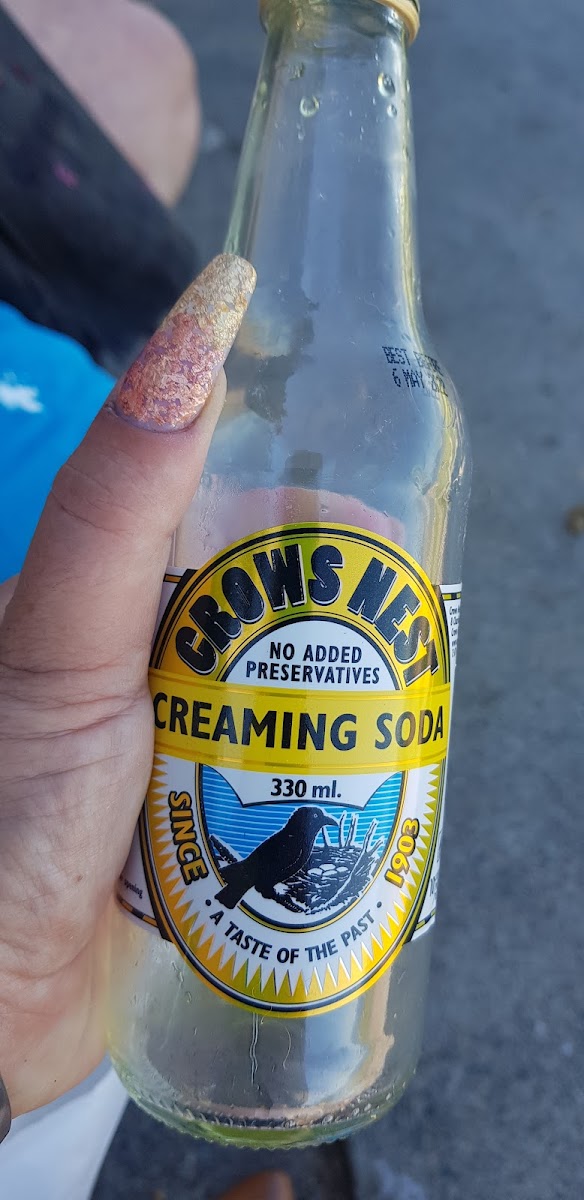 BEST
6 MAY
CROWS NEST
NO ADDED
PRESERVATIVES
CREAMING SODA
330 ml.
SINCE 1903
• A TASTE OF THE PAST •